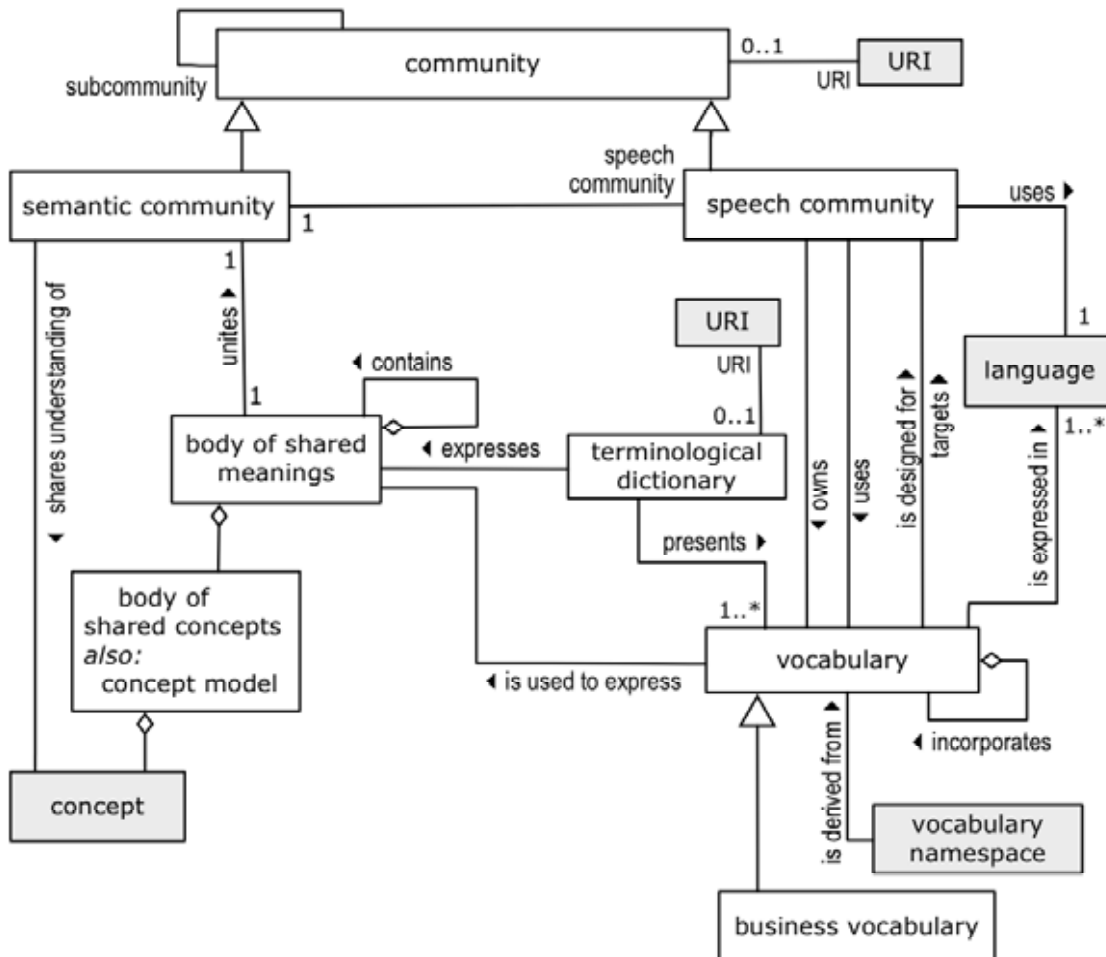 community
0..1
URI
URI
subcommunity
speech
community
semantic community
1
speech community
uses
1
shares understanding of
unites
1
URI
URI
0..1
1
language
1..*
contains
body of shared
meanings
expresses
terminological
dictionary
owns
uses
is designed for
targets
is expressed in
presents
1..*
body of
shared concepts
also:
concept model
is used to express
vocabulary
incorporates
is derived from
concept
vocabulary
namespace
business vocabulary